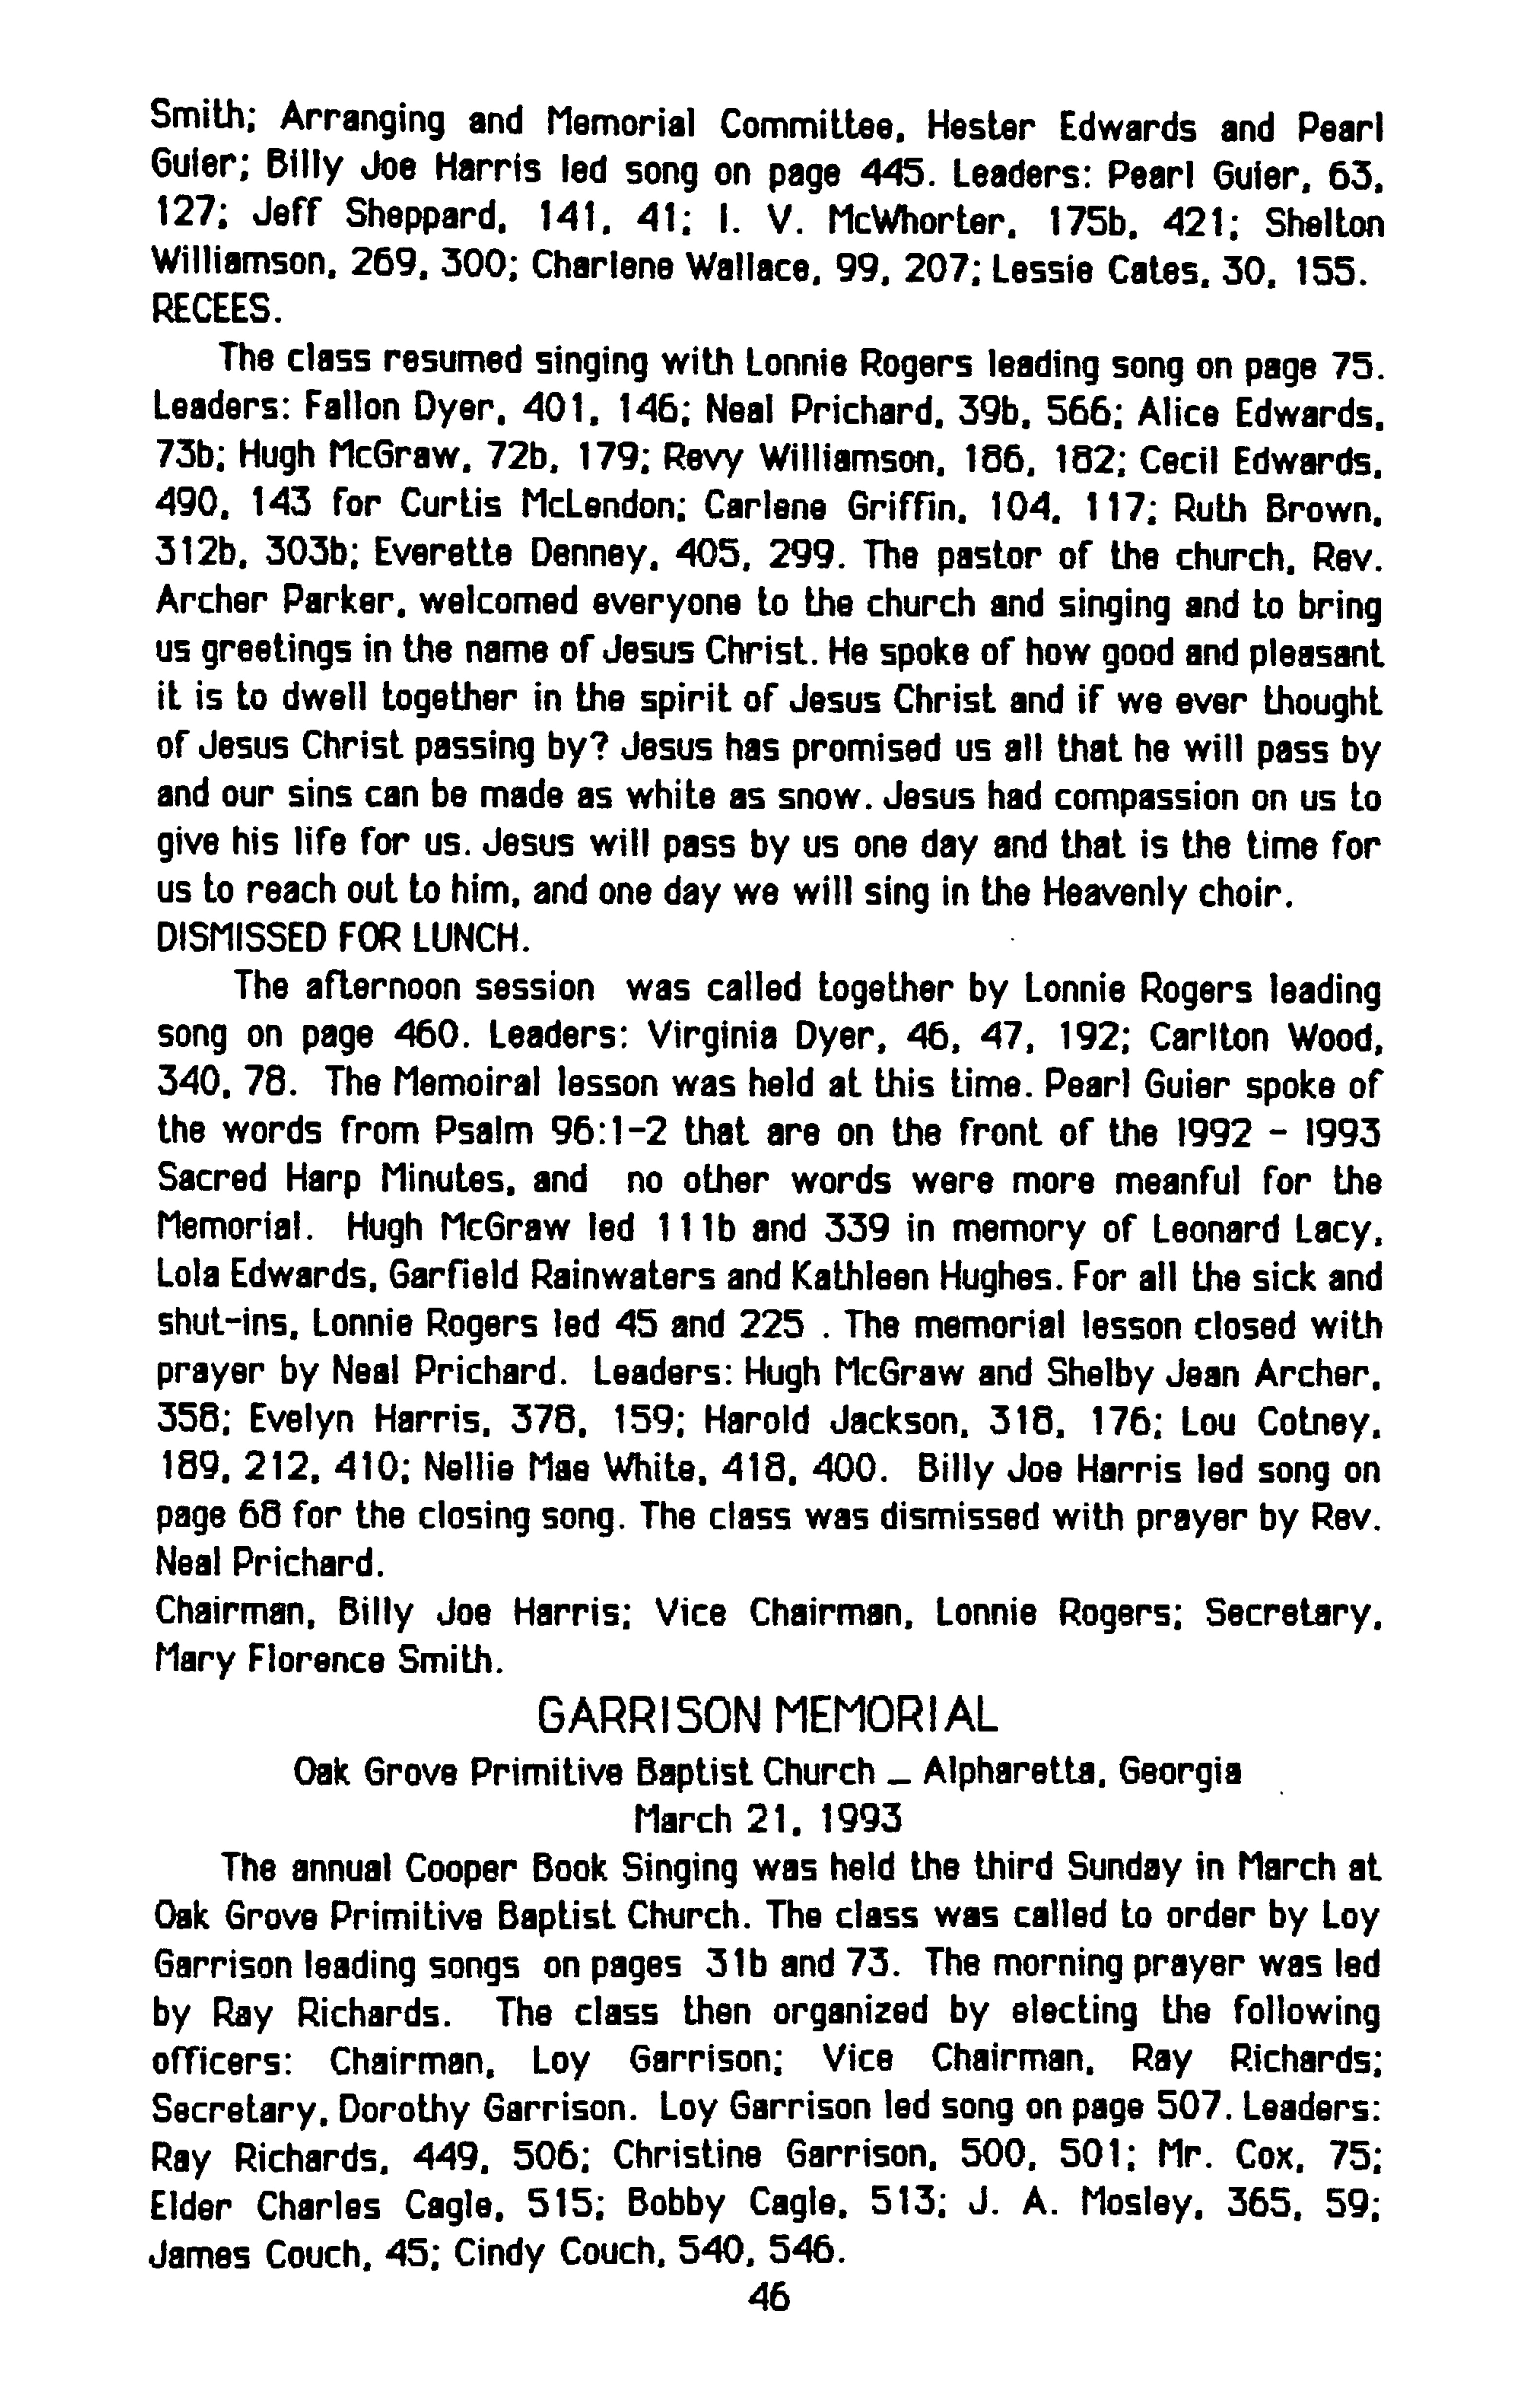 Smith; Arranging and Memorial Committee, Hester Edwards and Pearl
Guier; Billy Joe Harris led song on page 445. Leaders: Pearl Guier, 63,
127; Jeff Sheppard, 141, 41; I. V. McWhorter, 175b, 421; Shelton
Williamson, 269, 300; Charlene Wallace, 99, 207; Lessie Cates, 30, 155.
RECEES.
The class resumed singing with Lonnie Rogers leading song on page 75.
Leaders: Fallon Dyer, 401, 146; Neal Prichard, 39b, 566; Alice Edwards,
73b; Hugh McGraw, 72b, 179; Revy Williamson, 186, 182; Cecil Edwards,
490, 143 for Curtis McLendon; Carlene Griffin, 104, 117; Ruth Brown,
312b, 303b; Everette Denney, 405, 299. The pastor of the church, Rev.
Archer Parker, welcomed everyone to the church and singing and to bring
us greetings in the name of Jesus Christ. He spoke of how good and pleasant
it is to dwell together in the spirit of Jesus Christ and if we ever thought
of Jesus Christ passing by? Jesus has promised us all that he will pass by
and our sins can be made as white as snow. Jesus had compassion on us to
give his life for us. Jesus will pass by us one day and that is the time for
us to reach out to him, and one day we will sing in the Heavenly choir.
DISMISSED FOR LUNCH.
The afternoon session was called together by Lonnie Rogers leading
song on page 460. Leaders: Virginia Dyer, 46, 47, 192; Carlton Wood,
340, 78. The Memoiral lesson was held at this time. Pearl Guier spoke of
the words from Psalm 96:1-2 that are on the front of the 1992 - 1993
Sacred Harp Minutes, and no other words were more meanful for the
Memorial. Hugh McGraw led 111b and 339 in memory of Leonard Lacy,
Lola Edwards, Garfield Rainwaters and Kathleen Hughes. For all the sick and
shut-ins, Lonnie Rogers led 45 and 225 . The memorial lesson closed with
prayer by Neal Prichard. Leaders: Hugh McGraw and Shelby Jean Archer,
358; Evelyn Harris, 378, 159; Harold Jackson, 318, 176; Lou Cotney,
189, 212, 410; Nellie Mae White, 418, 400. Billy Joe Harris led song on
page 68 for the closing song. The class was dismissed with prayer by Rev.
Neal Prichard.
Chairman, Billy Joe Harris; Vice Chairman, Lonnie Rogers; Secretary,
Mary Florence Smith.
GARRISON MEMORIAL
Oak Grove Primitive Baptist Church _ Alpharetta, Georgia
March 21, 1993
The annual Cooper Book Singing was held the third Sunday in March at
Oak Grove Primitive Baptist Church. The class was called to order by Loy
Garrison leading songs on pages 31b and 73. The morning prayer was led
by Ray Richards. The class then organized by electing the following
officers: Chairman, Loy Garrison; Vice Chairman, Ray Richards;
Secretary, Dorothy Garrison. Loy Garrison led song on page 507. Leaders:
Ray Richards, 449, 506; Christine Garrison, 500, 501; Mr. Cox, 75;
Elder Charles Cagle, 515; Bobby Cagle, 513; J. A. Mosley, 365, 59;
James Couch, 45; Cindy Couch, 540, 546.
46